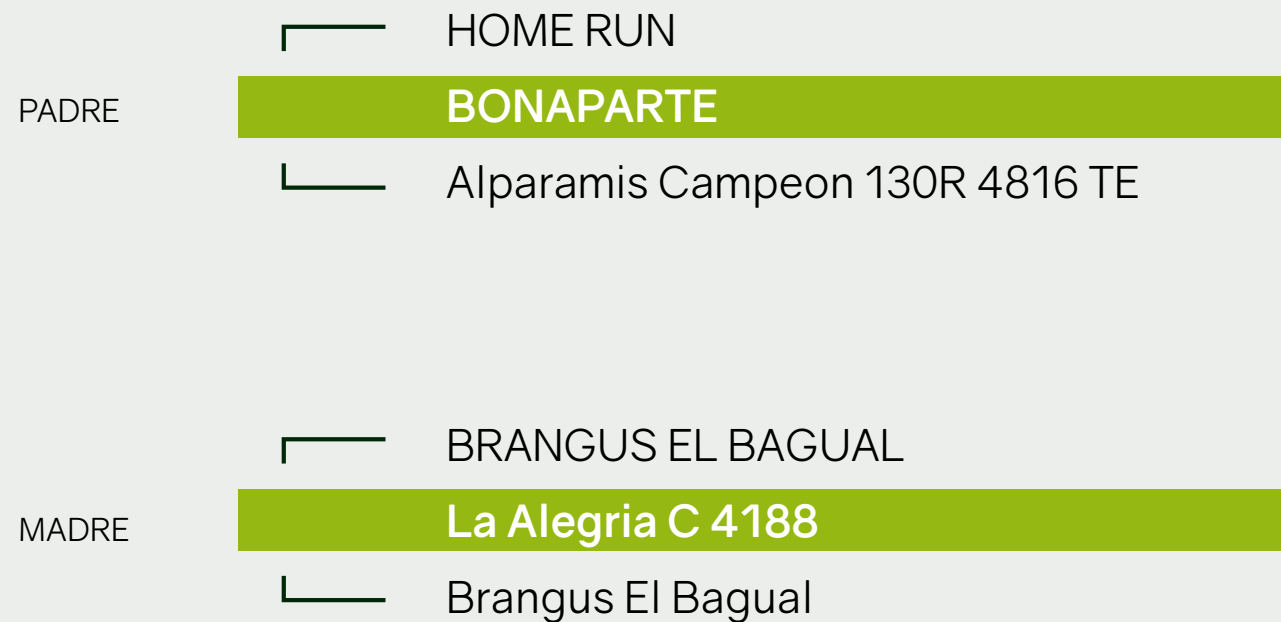 HOME RUN
PADRE BONAPARTE
Alparamis Campeon 130R 4816 TE
BRANGUS EL BAGUAL
MADRE La Alegria C 4188
Brangus El Bagual